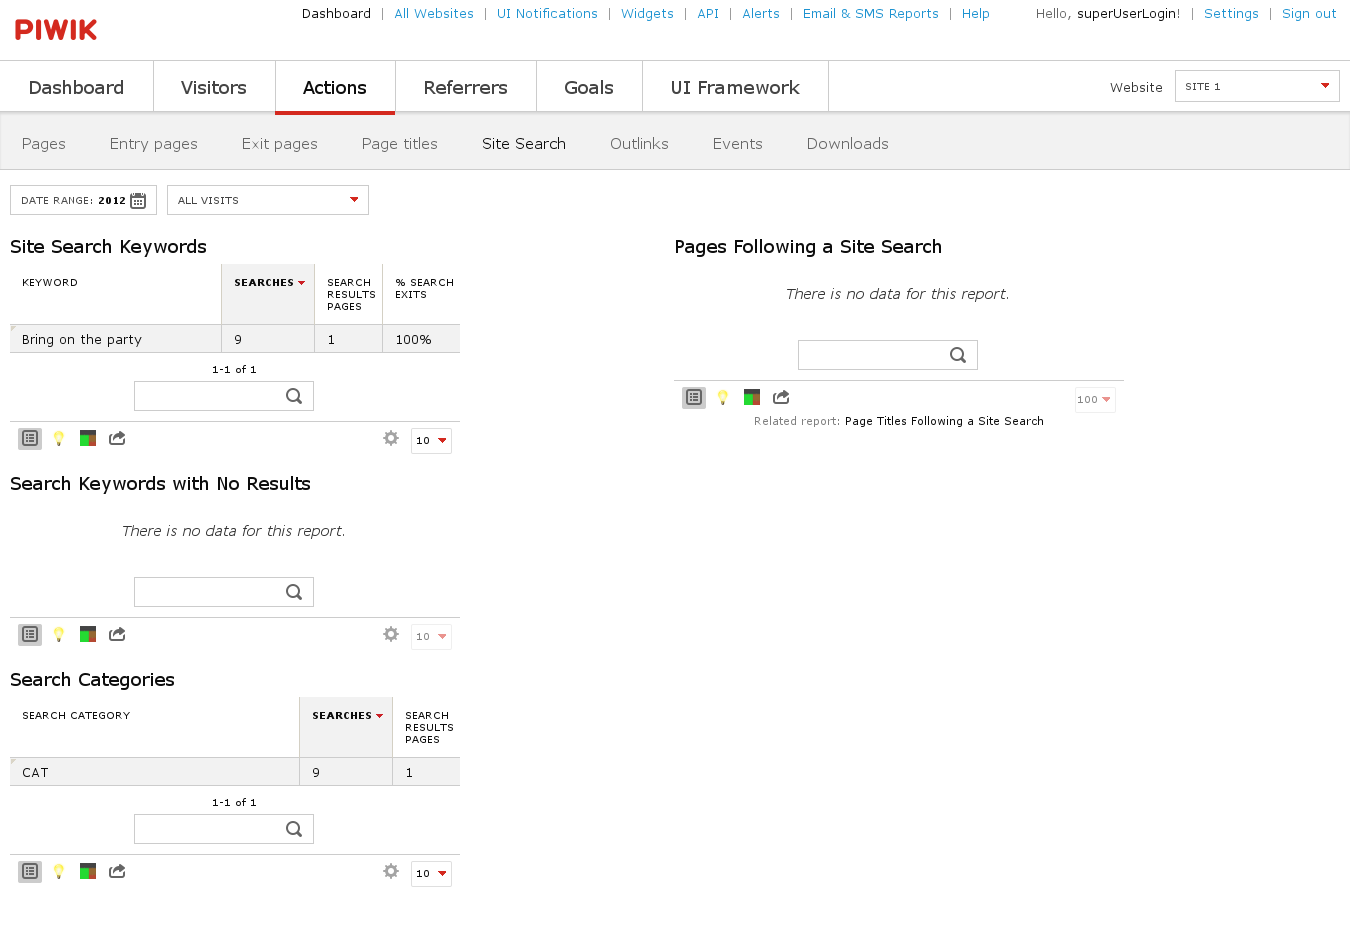 PIWIK
Dashboard | All Websites | UI Notifications | Widgets | API | Alerts | Email & SMS Reports | Help
Hello, superUserLogin! | Settings | Sign out
Dashboard Visitors Actions Referrers Goals UI Framework
Website SITE 1
Pages Entry pages Exit pages Page titles Site Search Outlinks Events Downloads
DATE RANGE: 2012
ALL VISITS
Site Search Keywords
KEYWORD SEARCHES SEARCH RESULTS PAGES % SEARCH EXITS
Bring on the party 9 1 100%
1-1 of 1
10
Search Keywords with No Results
There is no data for this report.
10
Search Categories
SEARCH CATEGORY SEARCHES SEARCH RESULTS PAGES
CAT 9 1
1-1 of 1
10
Pages Following a Site Search
There is no data for this report.
100
Related report: Page Titles Following a Site Search